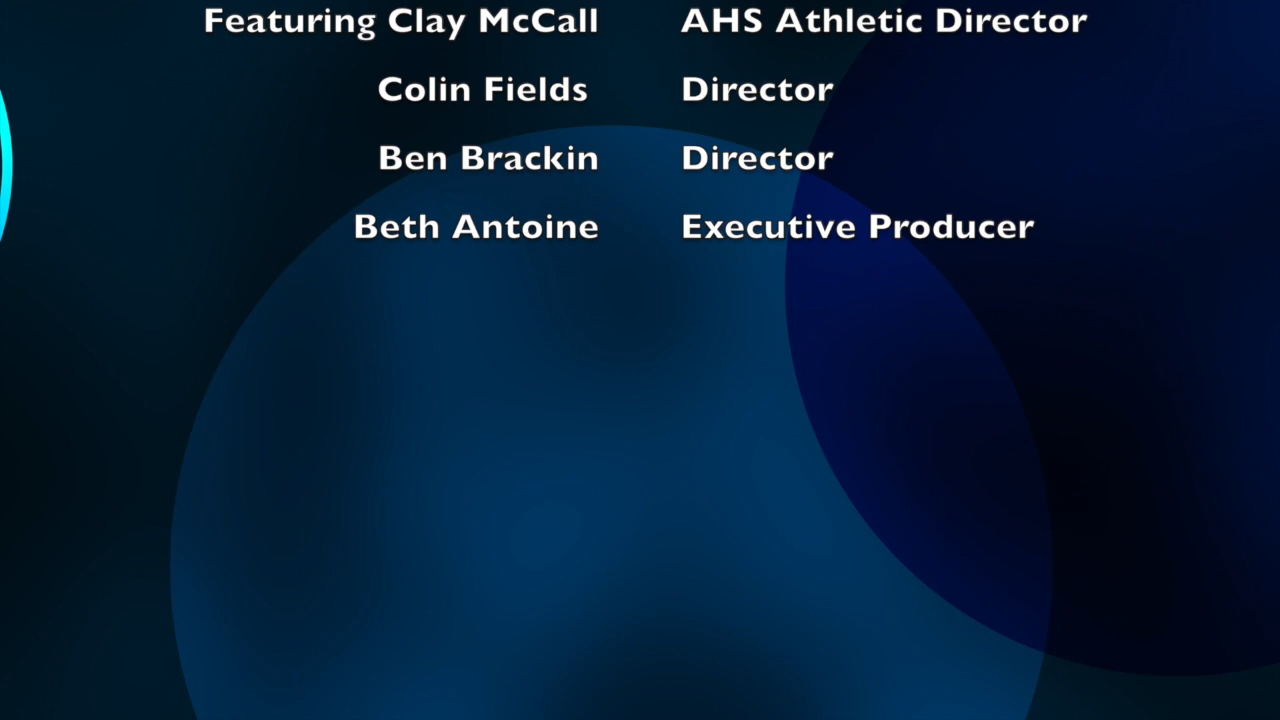 Featuring Clay McCall AHS Athletic Director
Colin Fields Director
Ben Brackin Director
Beth Antoine Executive Producer